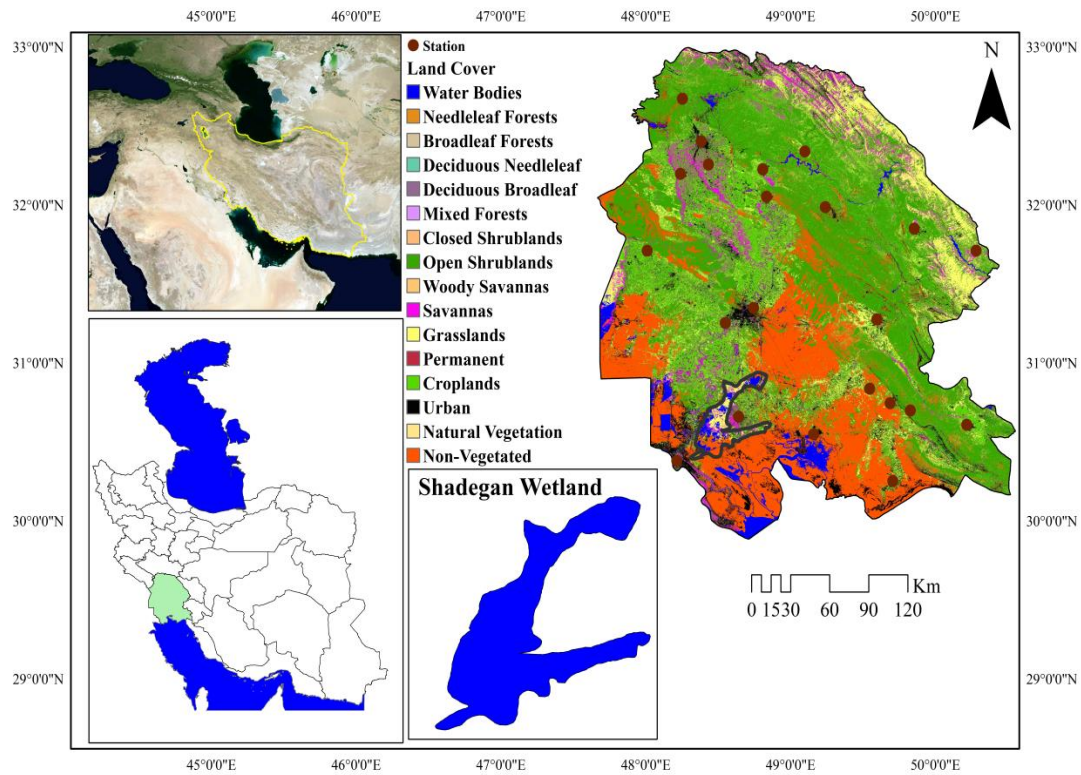 45°0'0"E 46°0'0"E 47°0'0"E 48°0'0"E 49°0'0"E 50°0'0"E
33°0'0"N
32°0'0"N
31°0'0"N
30°0'0"N
29°0'0"N
Station
Land Cover
Water Bodies
Needleleaf Forests
Broadleaf Forests
Deciduous Needleleaf
Deciduous Broadleaf
Mixed Forests
Closed Shrublands
Open Shrublands
Woody Savannas
Savannas
Grasslands
Permanent
Croplands
Urban
Natural Vegetation
Non-Vegetated
Shadegan Wetland
N
Km
0 15 30 60 90 120
33°0'0"N
32°0'0"N
31°0'0"N
30°0'0"N
29°0'0"N
45°0'0"E 46°0'0"E 47°0'0"E 48°0'0"E 49°0'0"E 50°0'0"E